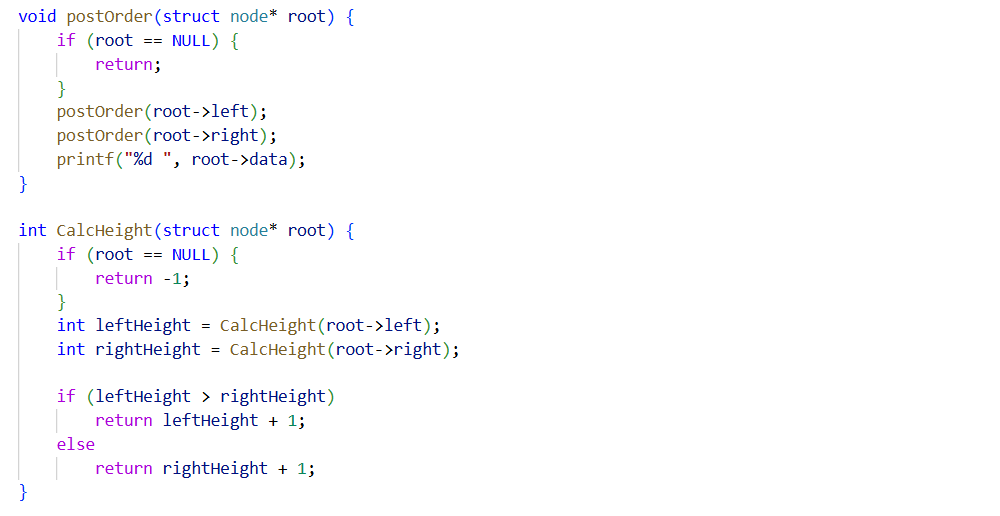 void postOrder(struct node* root) {
    if (root == NULL) {
        return;
    }
    postOrder(root->left);
    postOrder(root->right);
    printf("%d ", root->data);
}

int CalcHeight(struct node* root) {
    if (root == NULL) {
        return -1;
    }
    int leftHeight = CalcHeight(root->left);
    int rightHeight = CalcHeight(root->right);

    if (leftHeight > rightHeight)
        return leftHeight + 1;
    else
        return rightHeight + 1;
}